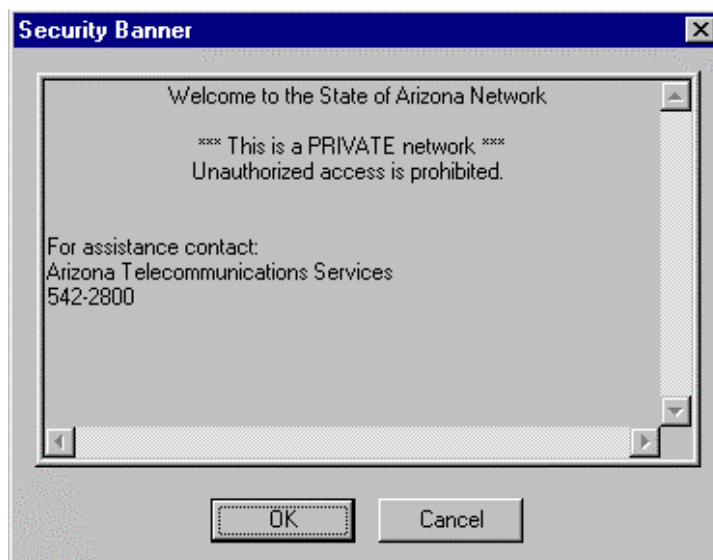 Security Banner
Welcome to the State of Arizona Network
*** This is a PRIVATE network ***
Unauthorized access is prohibited.
For assistance contact:
Arizona Telecommunications Services
542-2800
OK
Cancel